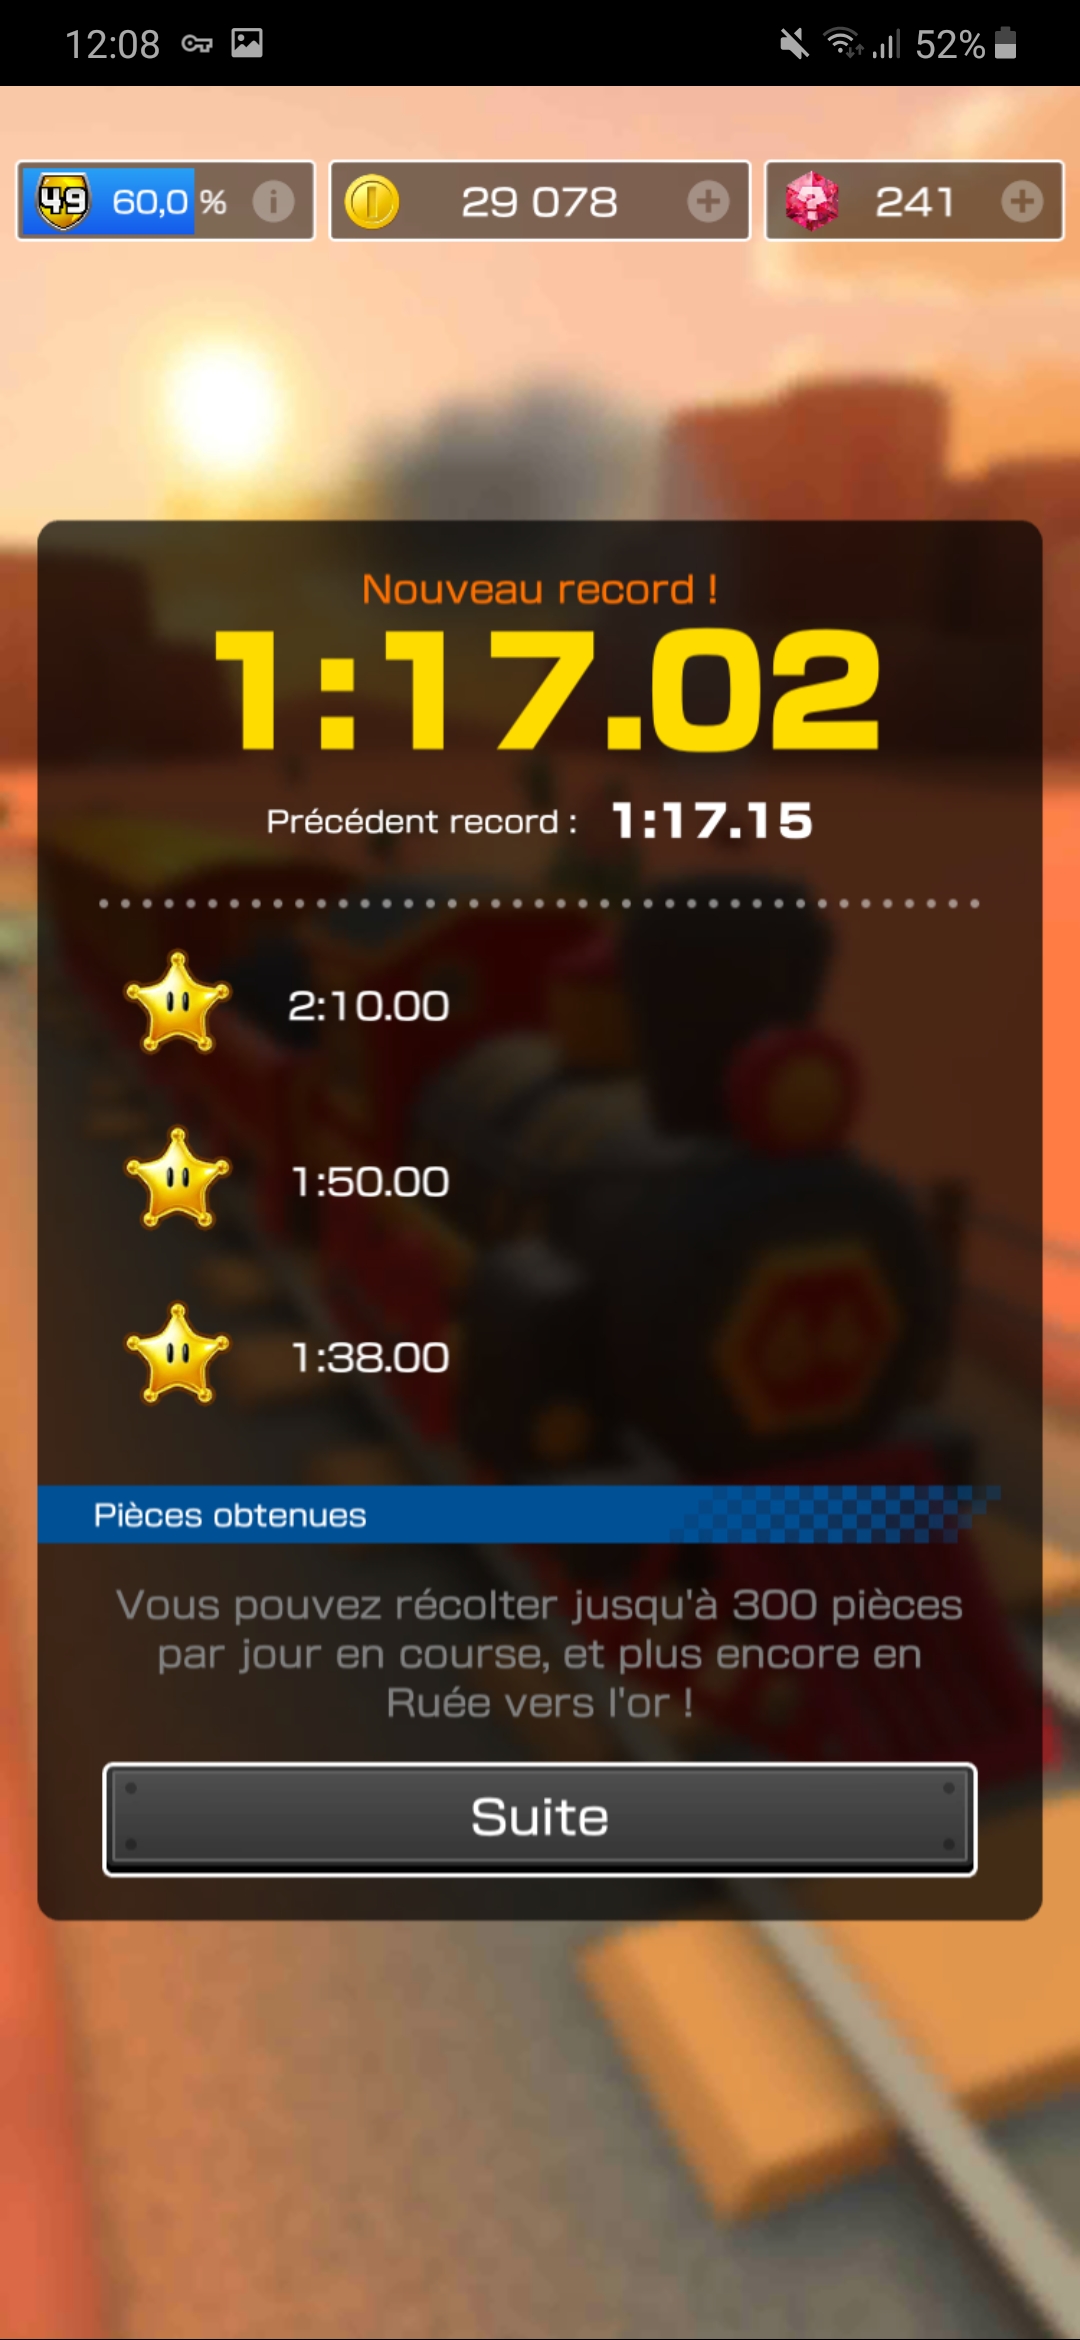 12:08 52%
49 60,0 % i 29 078 + 241 +
Nouveau record !
1:17.02
Précédent record : 1:17.15
2:10.00
1:50.00
1:38.00
Pièces obtenues
Vous pouvez récolter jusqu'à 300 pièces
par jour en course, et plus encore en
Ruée vers l'or !
Suite